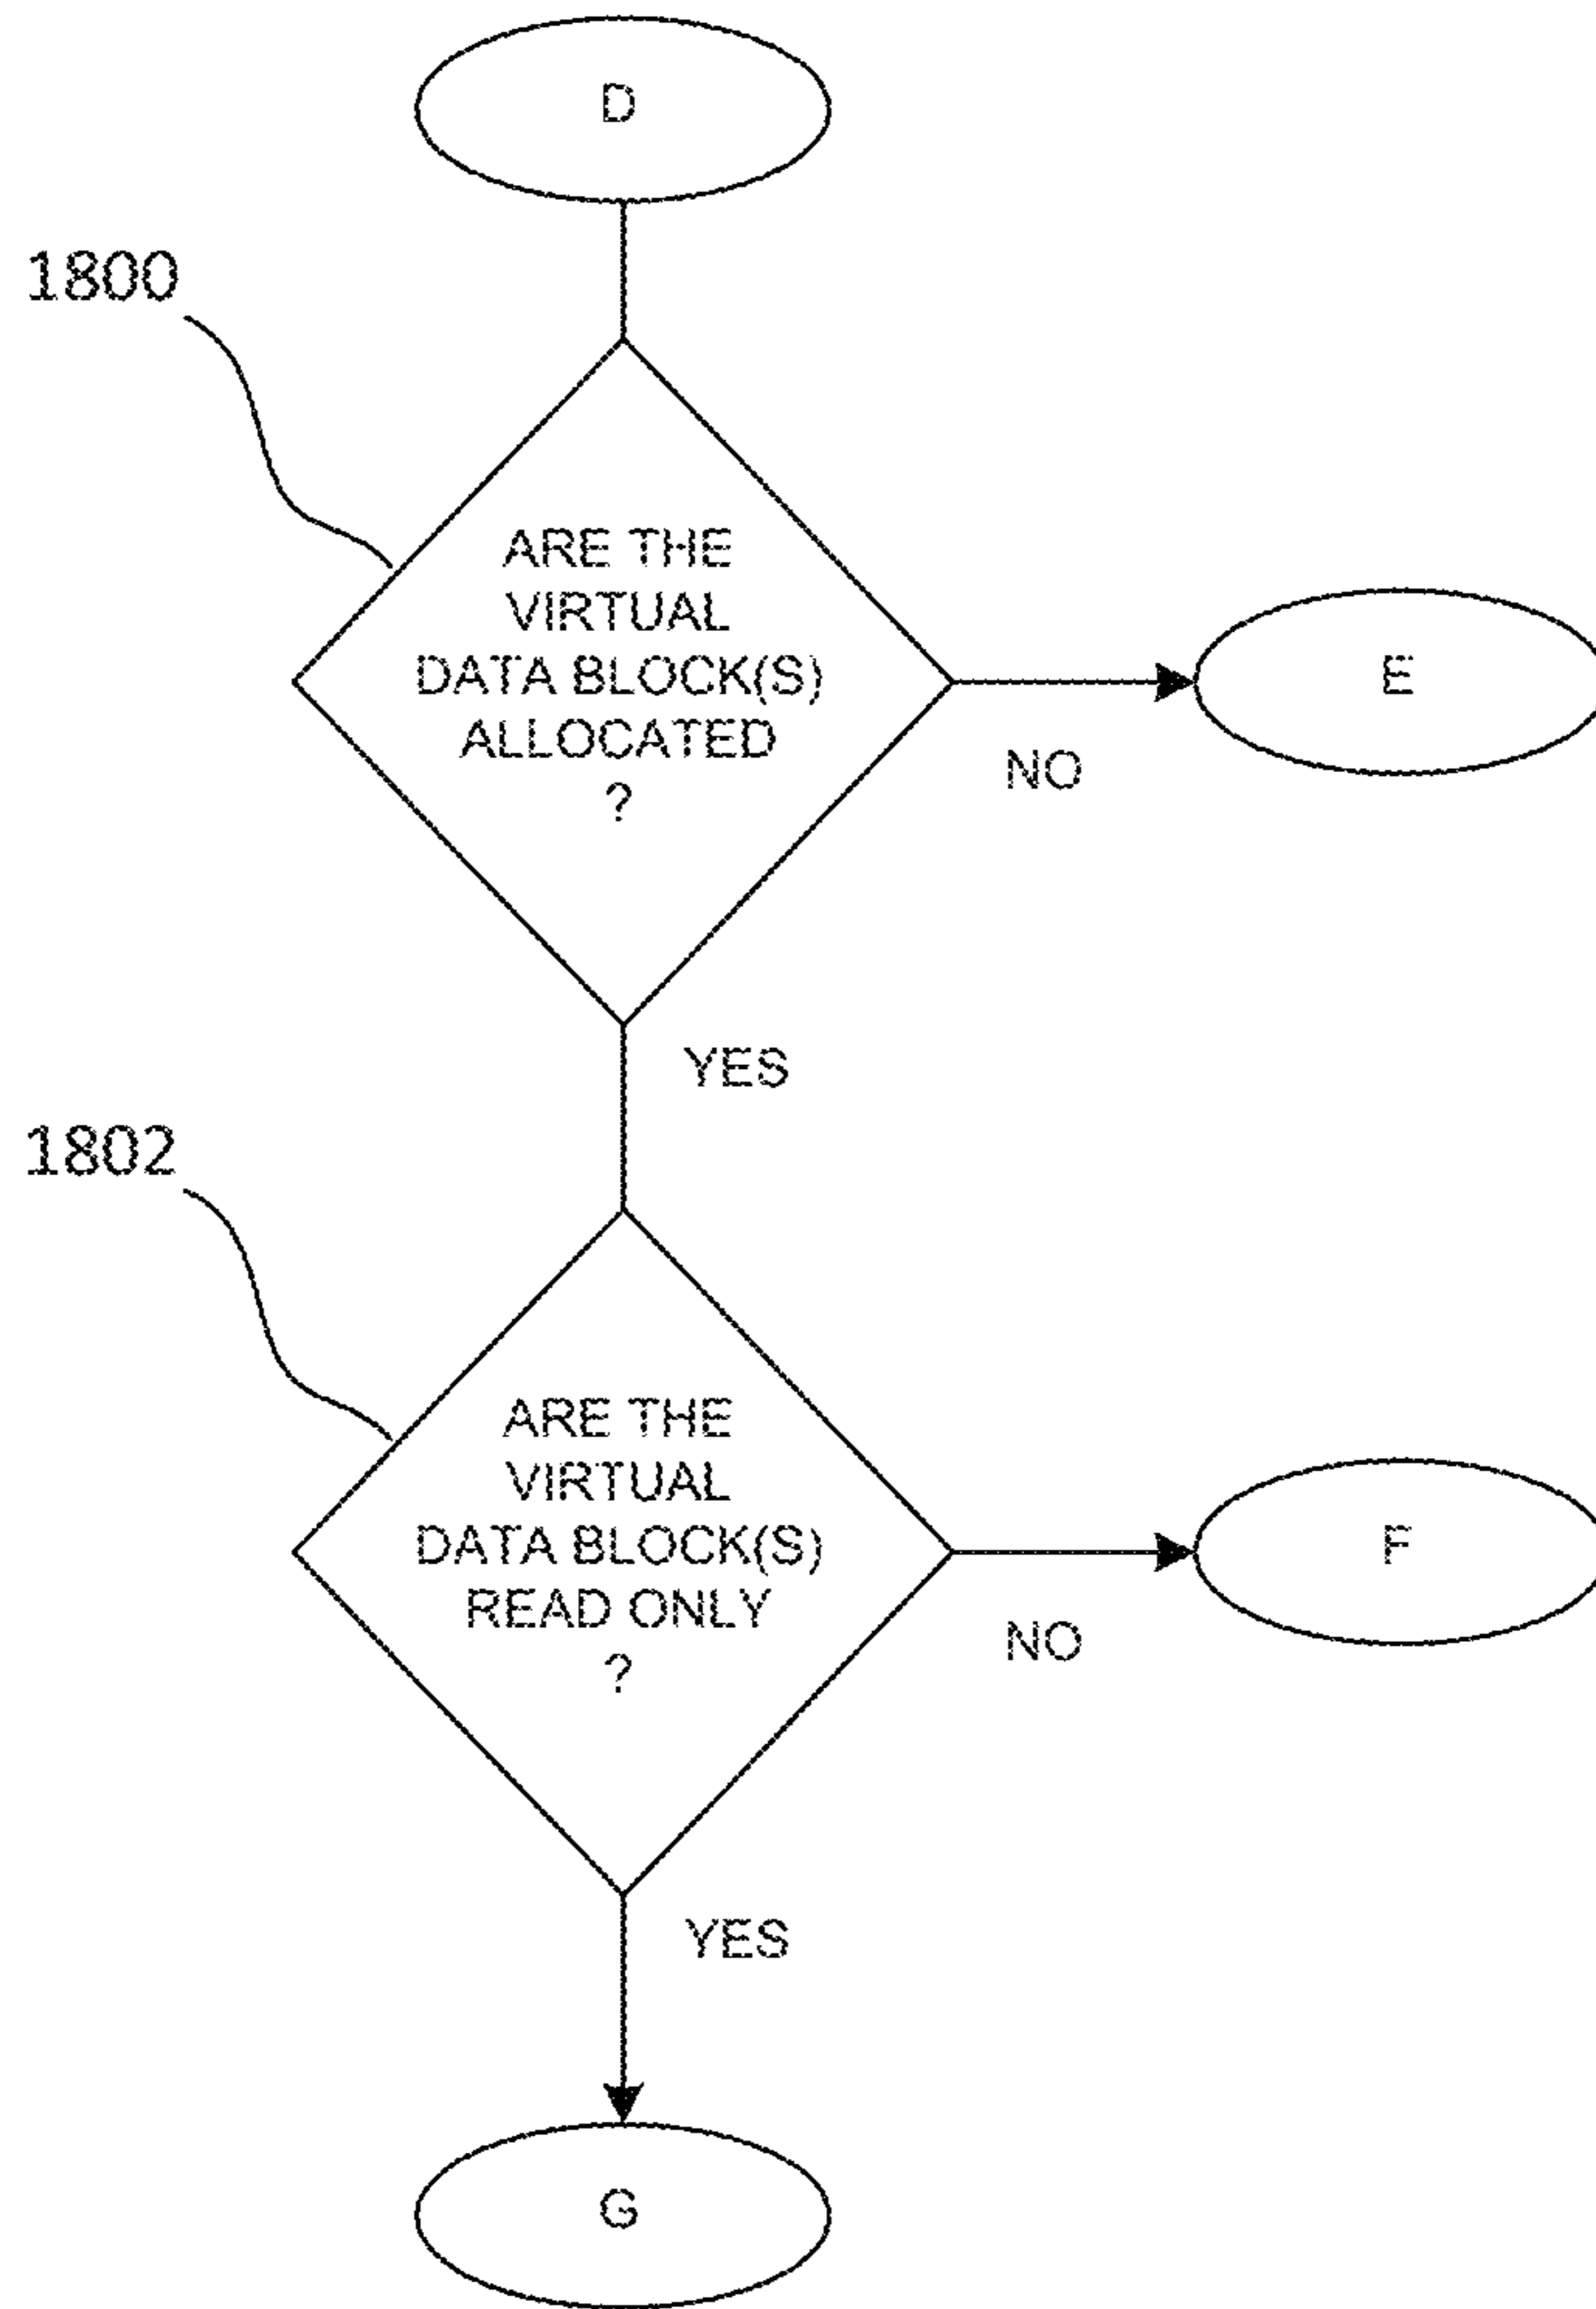 D
1800
ARE THE
VIRTUAL
DATA BLOCK(S)
ALLOCATED
?
E
NO
YES
1802
ARE THE
VIRTUAL
DATA BLOCK(S)
READ ONLY
?
F
NO
YES
G